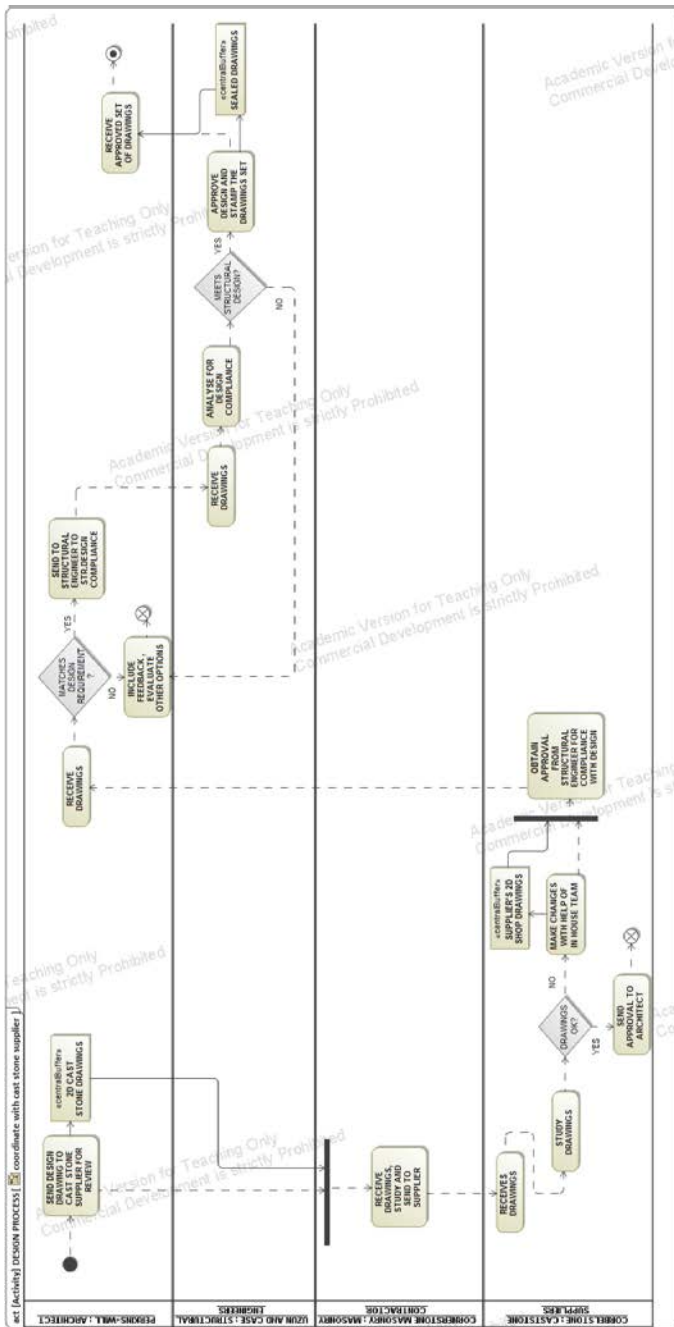 act [Activity] DESIGN PROCESS [ coordinate with cast stone supplier ]
PERKINS-WILL : ARCHITECT
SEND DESIGN
DRAWING TO
CAST STONE
SUPPLIER FOR
REVIEW
«centralBuffer»
2D CAST
STONE DRAWINGS
RECEIVE
DRAWINGS
MATCHES
DESIGN
REQUIREMENT
?
YES
NO
SEND TO
STRUCTURAL
ENGINEER TO
STR.DESIGN
COMPLIANCE
INCLUDE
FEEDBACK,
EVALUATE
OTHER OPTIONS
RECEIVE
APPROVED SET
OF DRAWINGS
UZUN AND CASE : STRUCTURAL
ENGINEERS
RECEIVE
DRAWINGS
ANALYSE FOR
DESIGN
COMPLIANCE
MEETS
STRUCTURAL
DESIGN?
YES
NO
APPROVE
DESIGN AND
STAMP THE
DRAWINGS SET
«centralBuffer»
SEALED DRAWINGS
CORNERSTONE MASONRY : MASONRY
CONTRACTOR
RECEIVE
DRAWINGS,
STUDY AND
SEND TO
SUPPLIER
CORBELSTONE : CASTSTONE
SUPPLIERS
RECEIVES
DRAWINGS
STUDY
DRAWINGS
DRAWINGS
OK?
NO
YES
SEND
APPROVAL TO
ARCHITECT
«centralBuffer»
SUPPLIER'S 2D
SHOP DRAWINGS
MAKE CHANGES
WITH HELP OF
IN HOUSE TEAM
OBTAIN
APPROVAL
FROM
STRUCTURAL
ENGINEER FOR
COMPLIANCE
WITH DESIGN
Academic Version for Teaching Only
Commercial Development is strictly Prohibited